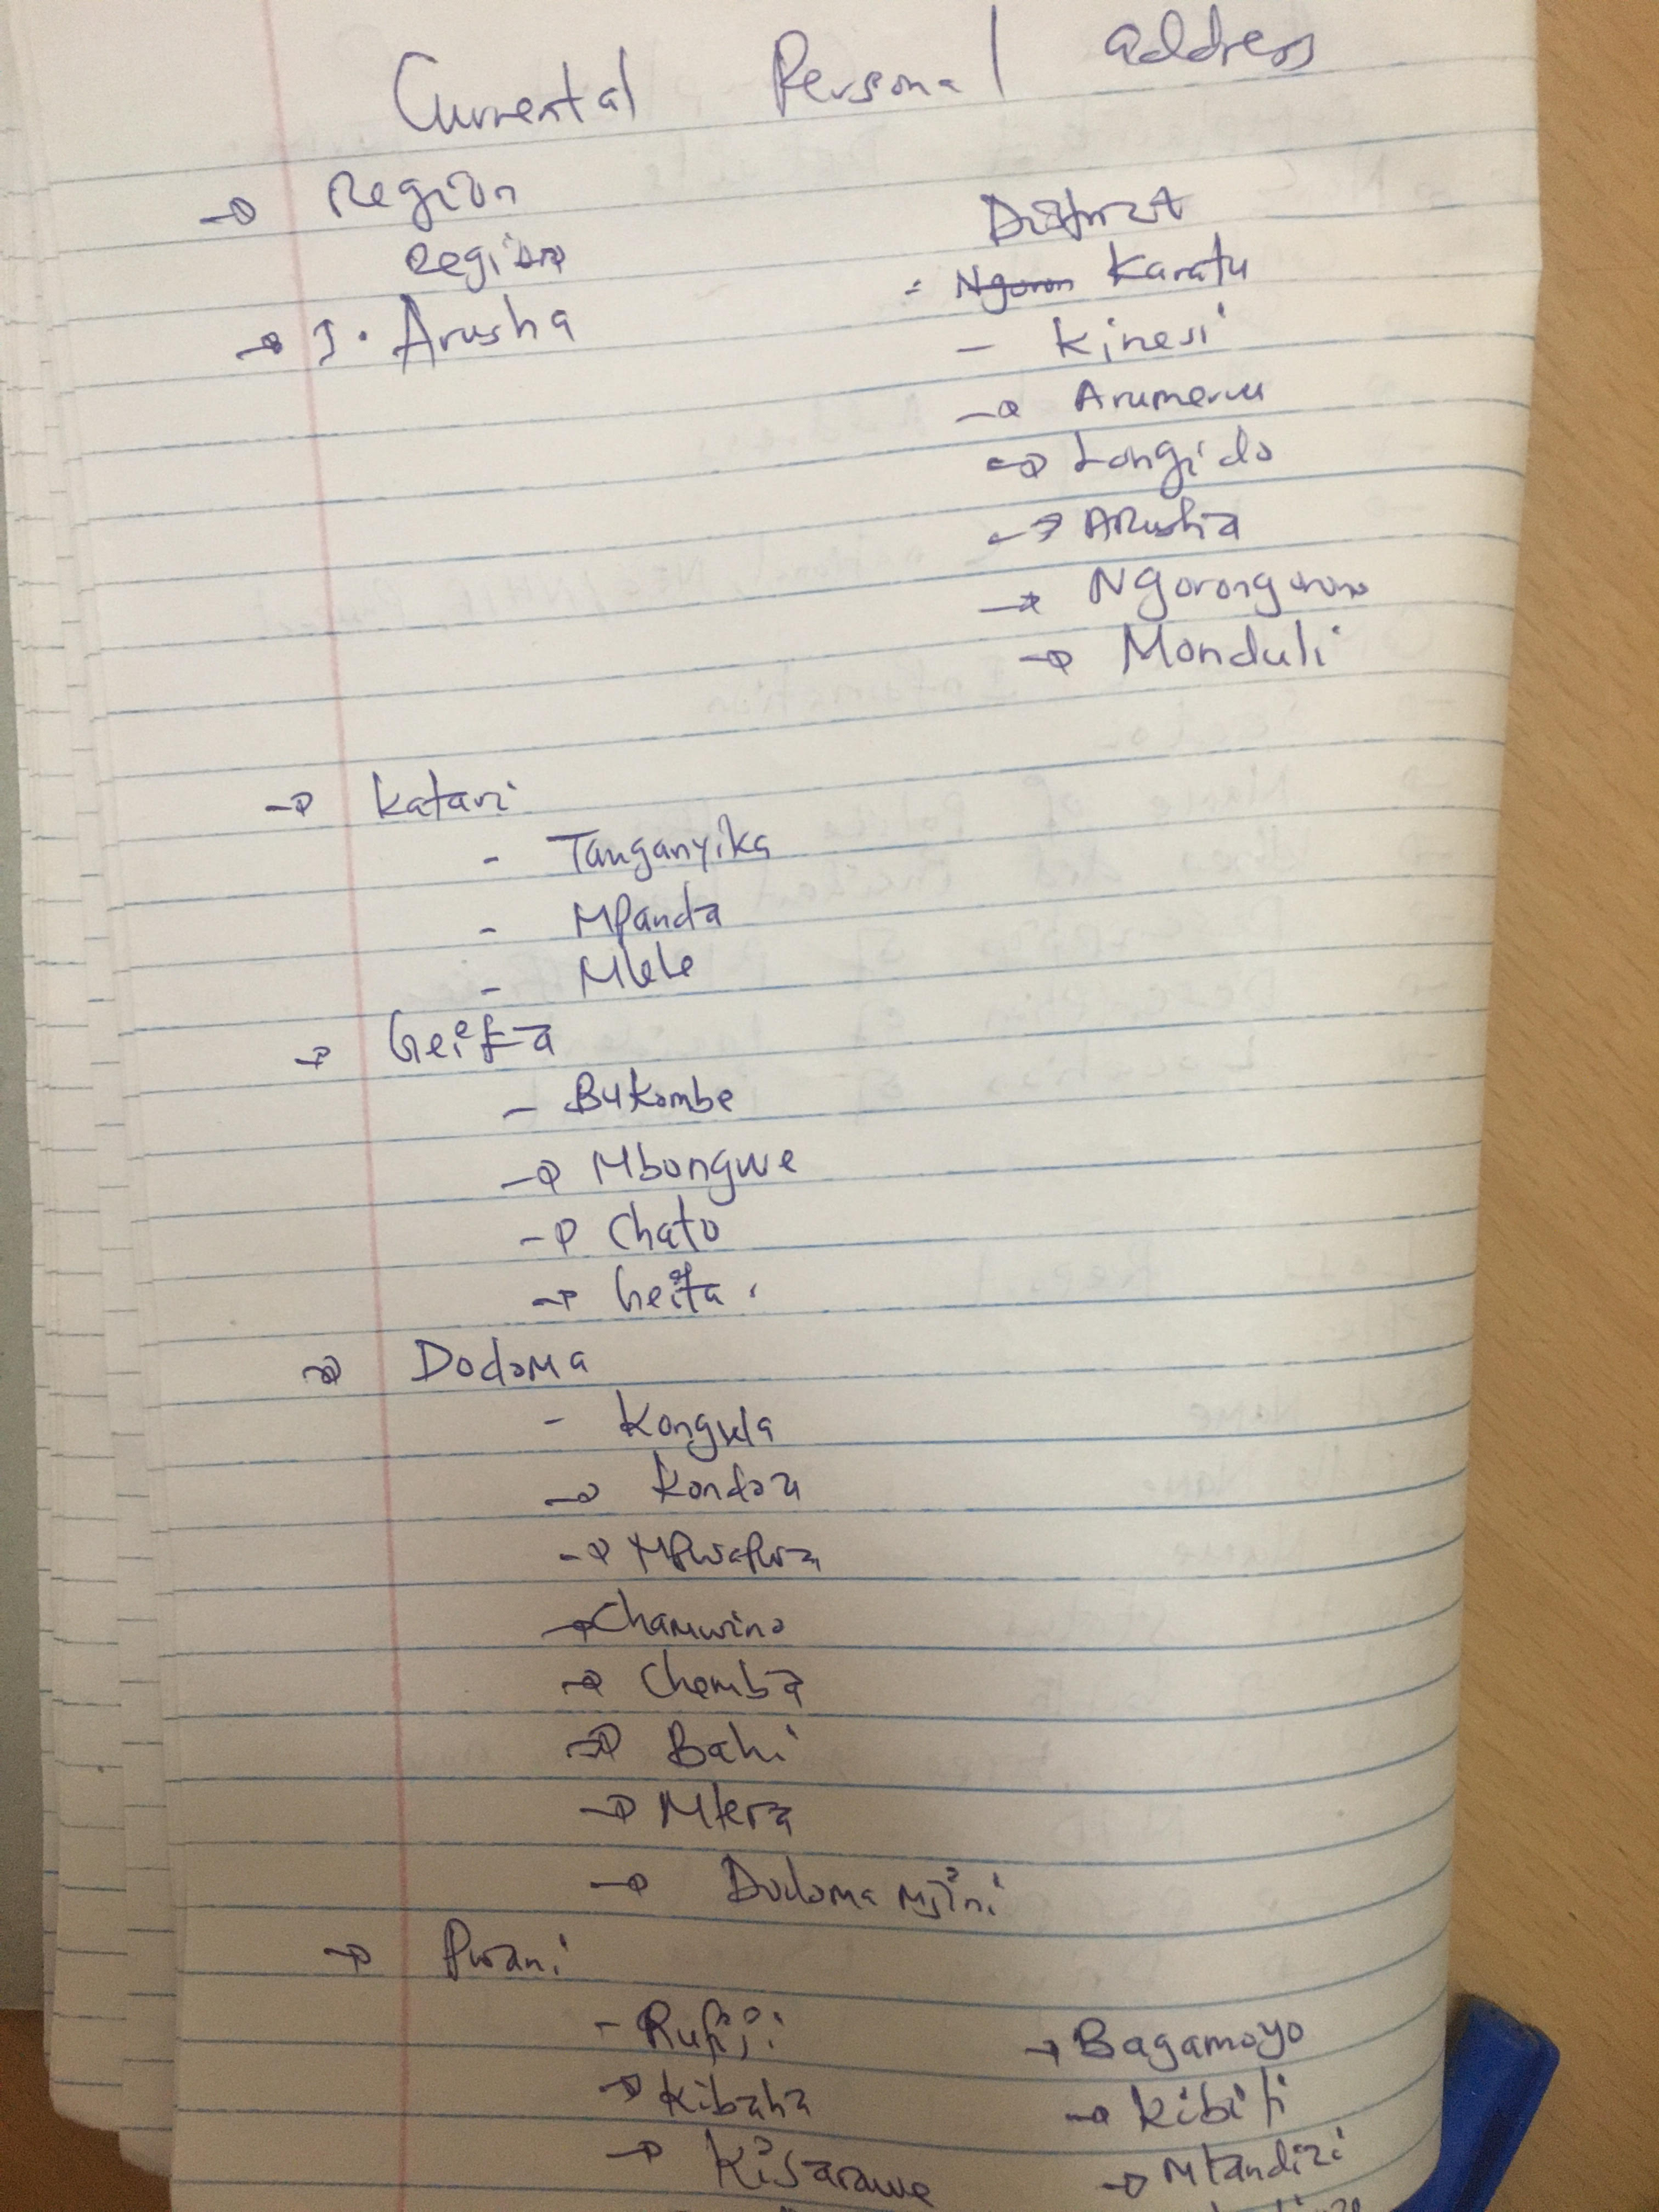 Currental Personal address
→ Region
Region District
→ 1. Arusha - Ngoron Karatu
- Kinesi
→ Arumeru
→ Longido
→ Arusha
→ Ngorongoro
→ Monduli
→ Katavi
- Tanganyika
- Mpanda
- Mlele
→ Geita
- Bukombe
→ Mbongwe
→ Chato
→ Geita
→ Dodoma
- Kongwa
→ Kondoa
→ Mpwapwa
→ Chamwino
→ Chemba
→ Bahi
→ Mtera
→ Dodoma Mjini
→ Pwani
- Rufiji → Bagamoyo
→ Kibaha → Kibiti
→ Kisarawe → Mlandizi